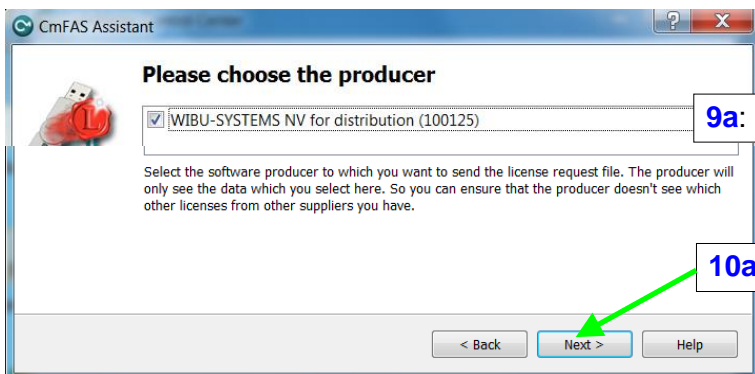 CmFAS Assistant
Please choose the producer
WIBU-SYSTEMS NV for distribution (100125)
9a:
Select the software producer to which you want to send the license request file. The producer will
only see the data which you select here. So you can ensure that the producer doesn't see which
other licenses from other suppliers you have.
10a
< Back
Next >
Help